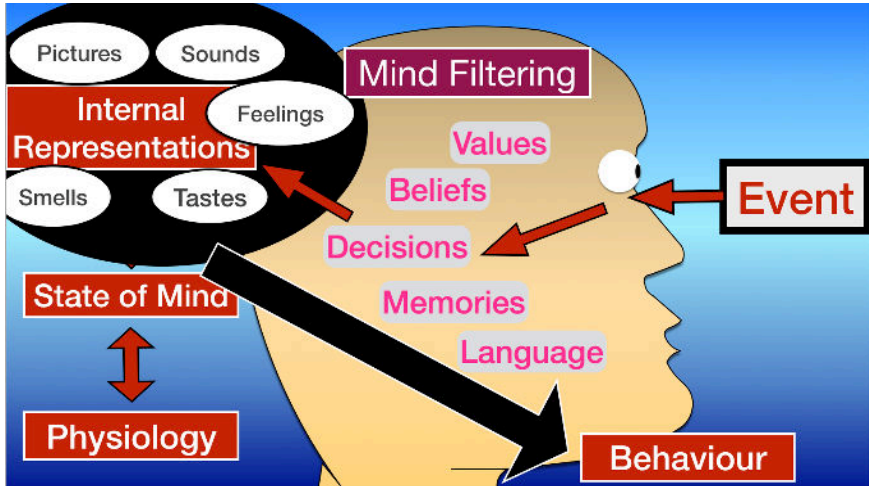 Pictures
Sounds
Mind Filtering
Internal
Representations
Feelings
Smells
Tastes
Values
Beliefs
Decisions
Memories
Language
Event
State of Mind
Physiology
Behaviour